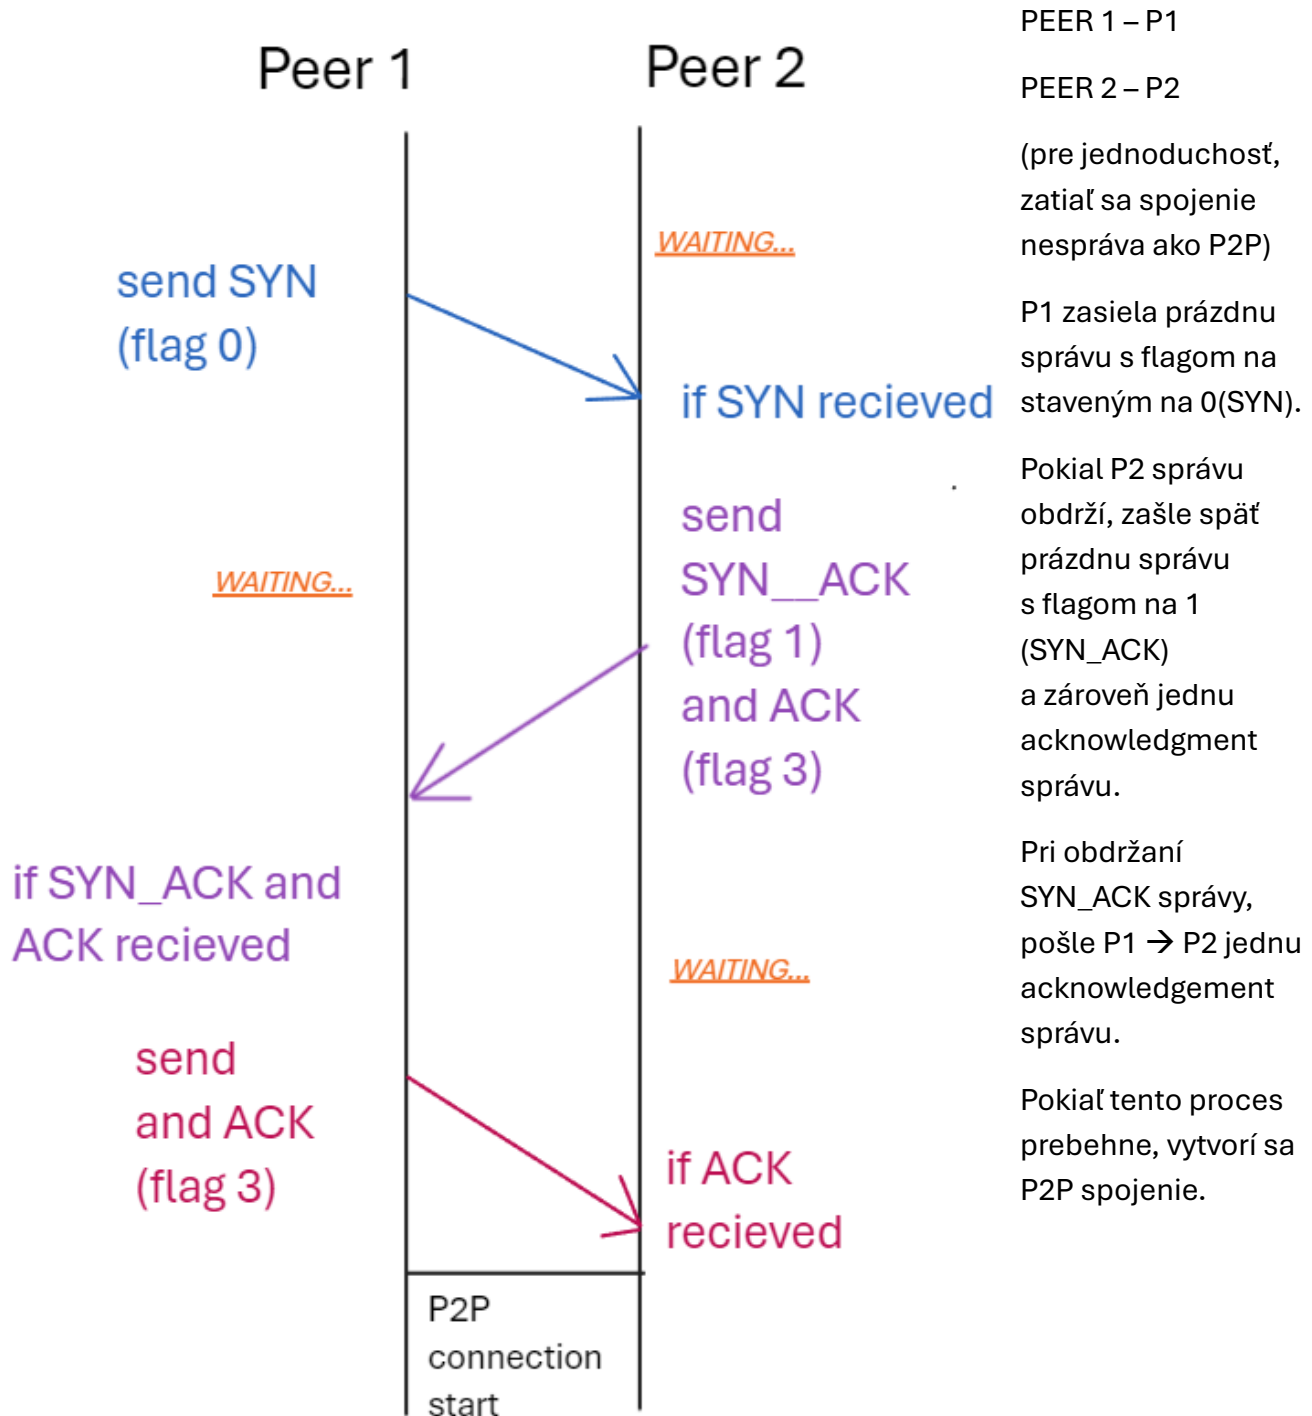 Peer 1
Peer 2
WAITING...
send SYN
(flag 0)
if SYN recieved
send
SYN__ACK
(flag 1)
and ACK
(flag 3)
WAITING...
if SYN_ACK and
ACK recieved
WAITING...
send
and ACK
(flag 3)
if ACK
recieved
P2P
connection
start
PEER 1 – P1
PEER 2 – P2
(pre jednoduchosť,
zatiaľ sa spojenie
nespráva ako P2P)
P1 zasiela prázdnu
správu s flagom na
staveným na 0(SYN).
Pokial P2 správu
obdrží, zašle späť
prázdnu správu
s flagom na 1
(SYN_ACK)
a zároveň jednu
acknowledgment
správu.
Pri obdržaní
SYN_ACK správy,
pošle P1 → P2 jednu
acknowledgement
správu.
Pokiaľ tento proces
prebehne, vytvorí sa
P2P spojenie.